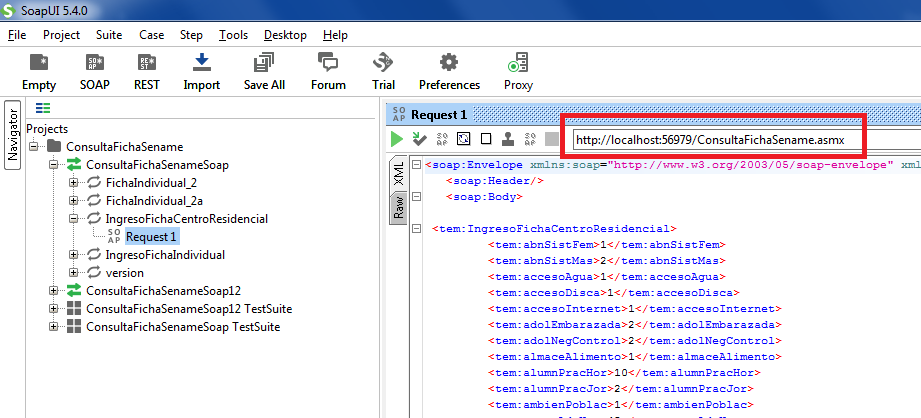 SoapUI 5.4.0
File Project Suite Case Step Tools Desktop Help
Empty SOAP REST Import Save All Forum Trial Preferences Proxy
Navigator
Projects
ConsultaFichaSename
ConsultaFichaSenameSoap
FichaIndividual_2
FichaIndividual_2a
IngresoFichaCentroResidencial
SOAP Request 1
IngresoFichaIndividual
version
ConsultaFichaSenameSoap12
ConsultaFichaSenameSoap12 TestSuite
ConsultaFichaSenameSoap TestSuite
SOAP Request 1
http://localhost:56979/ConsultaFichaSename.asmx
XML
Raw
<soap:Envelope xmlns:soap="http://www.w3.org/2003/05/soap-envelope" xml
<soap:Header/>
<soap:Body>
<tem:IngresoFichaCentroResidencial>
<tem:abnSistFem>1</tem:abnSistFem>
<tem:abnSistMas>2</tem:abnSistMas>
<tem:accesoAgua>1</tem:accesoAgua>
<tem:accesoDisca>1</tem:accesoDisca>
<tem:accesoInternet>1</tem:accesoInternet>
<tem:adolEmbarazada>2</tem:adolEmbarazada>
<tem:adolNegControl>2</tem:adolNegControl>
<tem:almaceAlimento>1</tem:almaceAlimento>
<tem:alumnPracHor>10</tem:alumnPracHor>
<tem:alumnPracJor>2</tem:alumnPracJor>
<tem:ambienPoblac>1</tem:ambienPoblac>